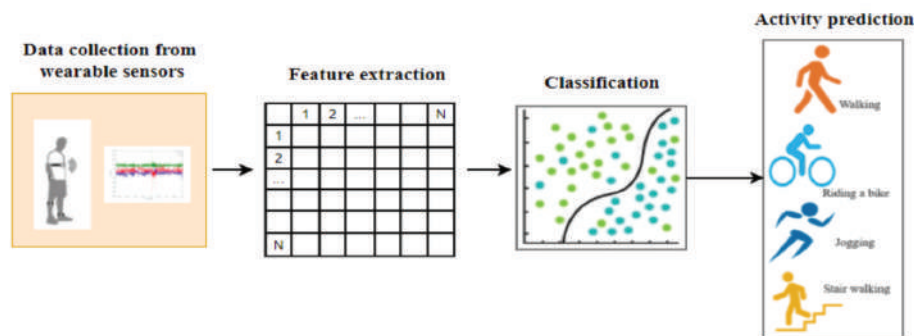 Data collection from
wearable sensors
Feature extraction
1 2 ... N
1
2
...
N
Classification
Activity prediction
Walking
Riding a bike
Jogging
Stair walking